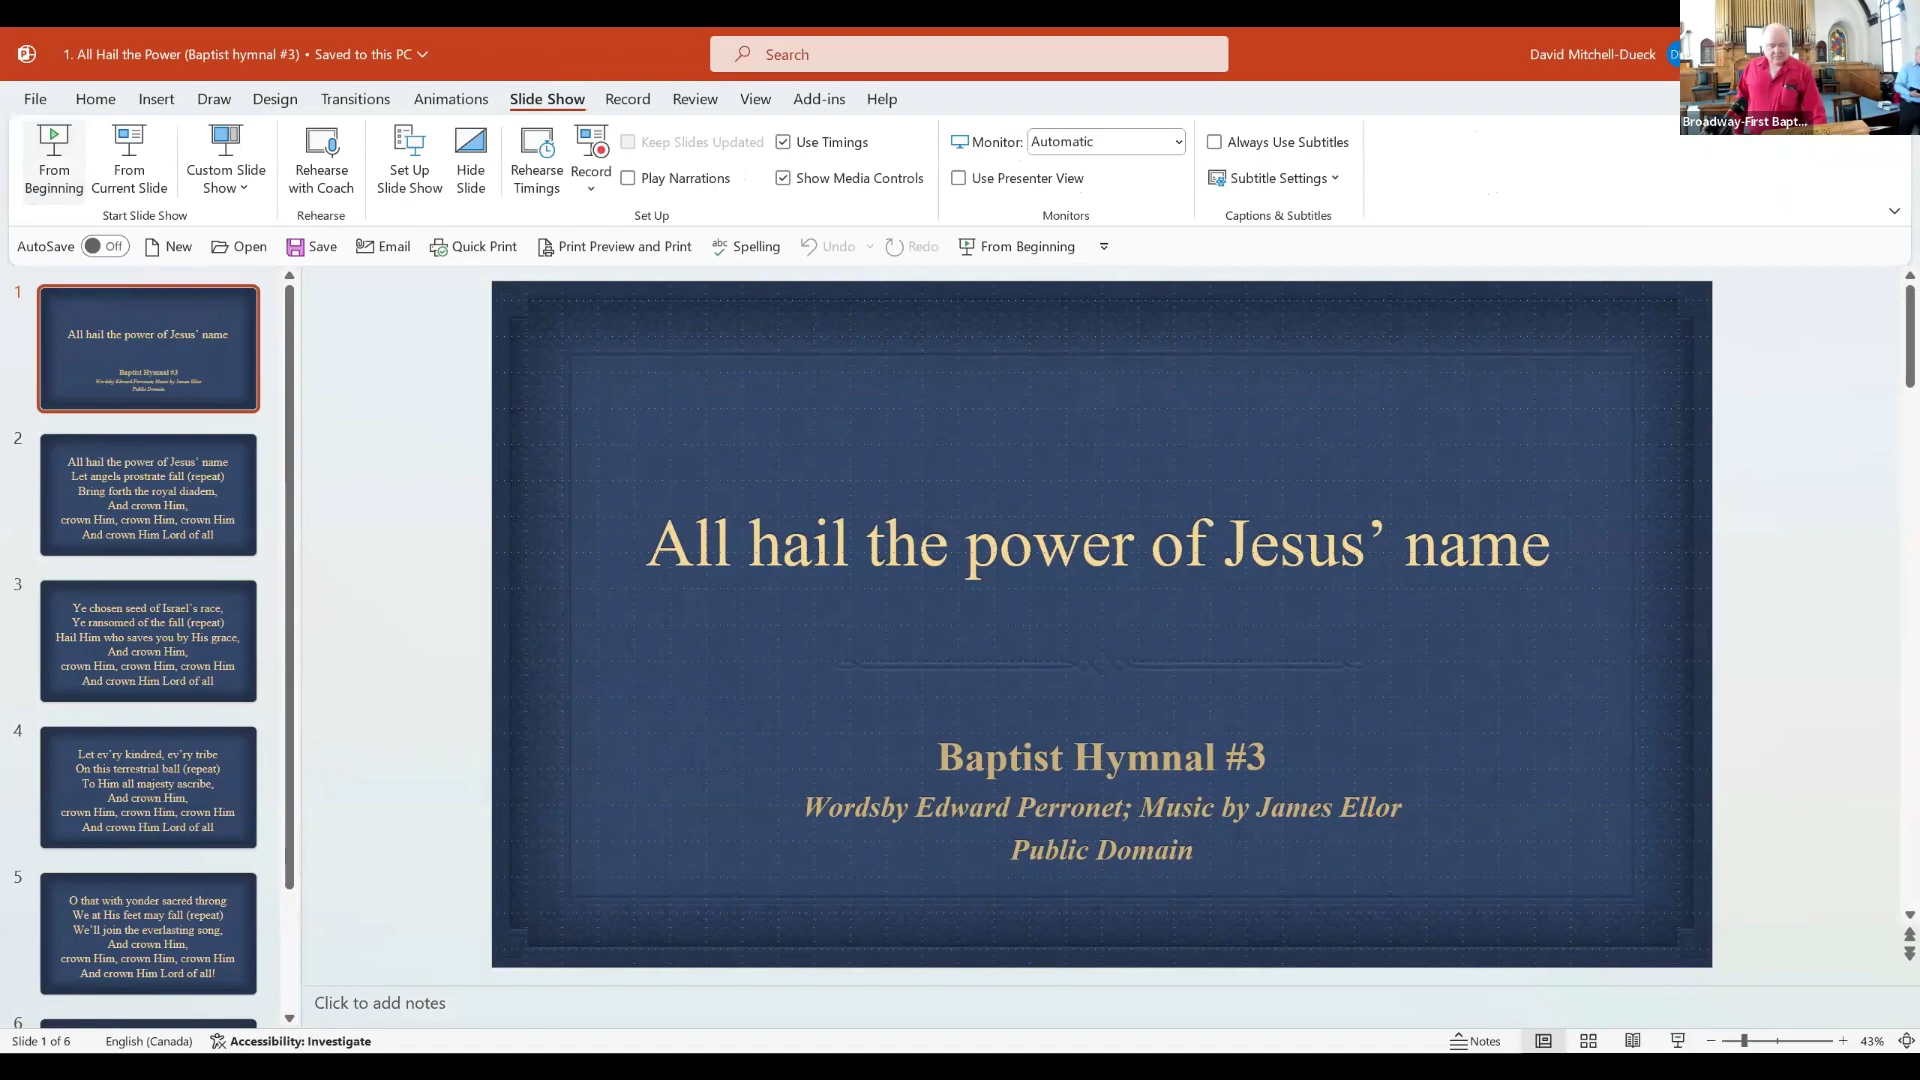 1. All Hail the Power (Baptist hymnal #3) • Saved to this PC
Search
David Mitchell-Dueck
Broadway-First Bapt...
File Home Insert Draw Design Transitions Animations Slide Show Record Review View Add-ins Help
From Beginning
From Current Slide
Custom Slide Show
Start Slide Show
Rehearse with Coach
Rehearse
Set Up Slide Show
Hide Slide
Rehearse Timings
Record
Keep Slides Updated
Play Narrations
Use Timings
Show Media Controls
Set Up
Monitor: Automatic
Use Presenter View
Monitors
Always Use Subtitles
Subtitle Settings
Captions & Subtitles
AutoSave Off New Open Save Email Quick Print Print Preview and Print abc Spelling Undo Redo From Beginning
1
All hail the power of Jesus’ name
Baptist Hymnal #3
Wordsby Edward Perronet; Music by James Ellor
Public Domain
2
All hail the power of Jesus’ name
Let angels prostrate fall (repeat)
Bring forth the royal diadem,
And crown Him,
crown Him, crown Him, crown Him
And crown Him Lord of all
3
Ye chosen seed of Israel’s race,
Ye ransomed of the fall (repeat)
Hail Him who saves you by His grace,
And crown Him,
crown Him, crown Him, crown Him
And crown Him Lord of all
4
Let ev’ry kindred, ev’ry tribe
On this terrestrial ball (repeat)
To Him all majesty ascribe,
And crown Him,
crown Him, crown Him, crown Him
And crown Him Lord of all
5
O that with yonder sacred throng
We at His feet may fall (repeat)
We’ll join the everlasting song,
And crown Him,
crown Him, crown Him, crown Him
And crown Him Lord of all!
6
All hail the power of Jesus’ name
Baptist Hymnal #3
Wordsby Edward Perronet; Music by James Ellor
Public Domain
Click to add notes
Slide 1 of 6 English (Canada) Accessibility: Investigate Notes 43%